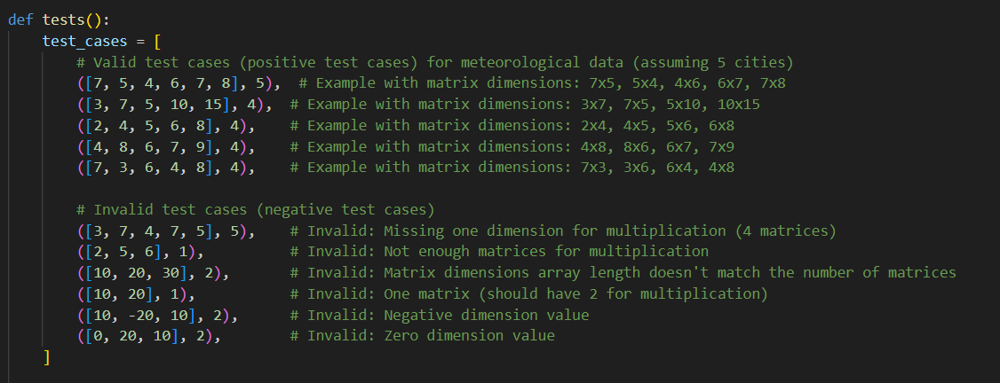 def tests():
    test_cases = [
        # Valid test cases (positive test cases) for meteorological data (assuming 5 cities)
        ([7, 5, 4, 6, 7, 8], 5),  # Example with matrix dimensions: 7x5, 5x4, 4x6, 6x7, 7x8
        ([3, 7, 5, 10, 15], 4),  # Example with matrix dimensions: 3x7, 7x5, 5x10, 10x15
        ([2, 4, 5, 6, 8], 4),    # Example with matrix dimensions: 2x4, 4x5, 5x6, 6x8
        ([4, 8, 6, 7, 9], 4),    # Example with matrix dimensions: 4x8, 8x6, 6x7, 7x9
        ([7, 3, 6, 4, 8], 4),    # Example with matrix dimensions: 7x3, 3x6, 6x4, 4x8

        # Invalid test cases (negative test cases)
        ([3, 7, 4, 7, 5], 5),    # Invalid: Missing one dimension for multiplication (4 matrices)
        ([2, 5, 6], 1),          # Invalid: Not enough matrices for multiplication
        ([10, 20, 30], 2),       # Invalid: Matrix dimensions array length doesn't match the number of matrices
        ([10, 20], 1),           # Invalid: One matrix (should have 2 for multiplication)
        ([10, -20, 10], 2),      # Invalid: Negative dimension value
        ([0, 20, 10], 2),        # Invalid: Zero dimension value
    ]